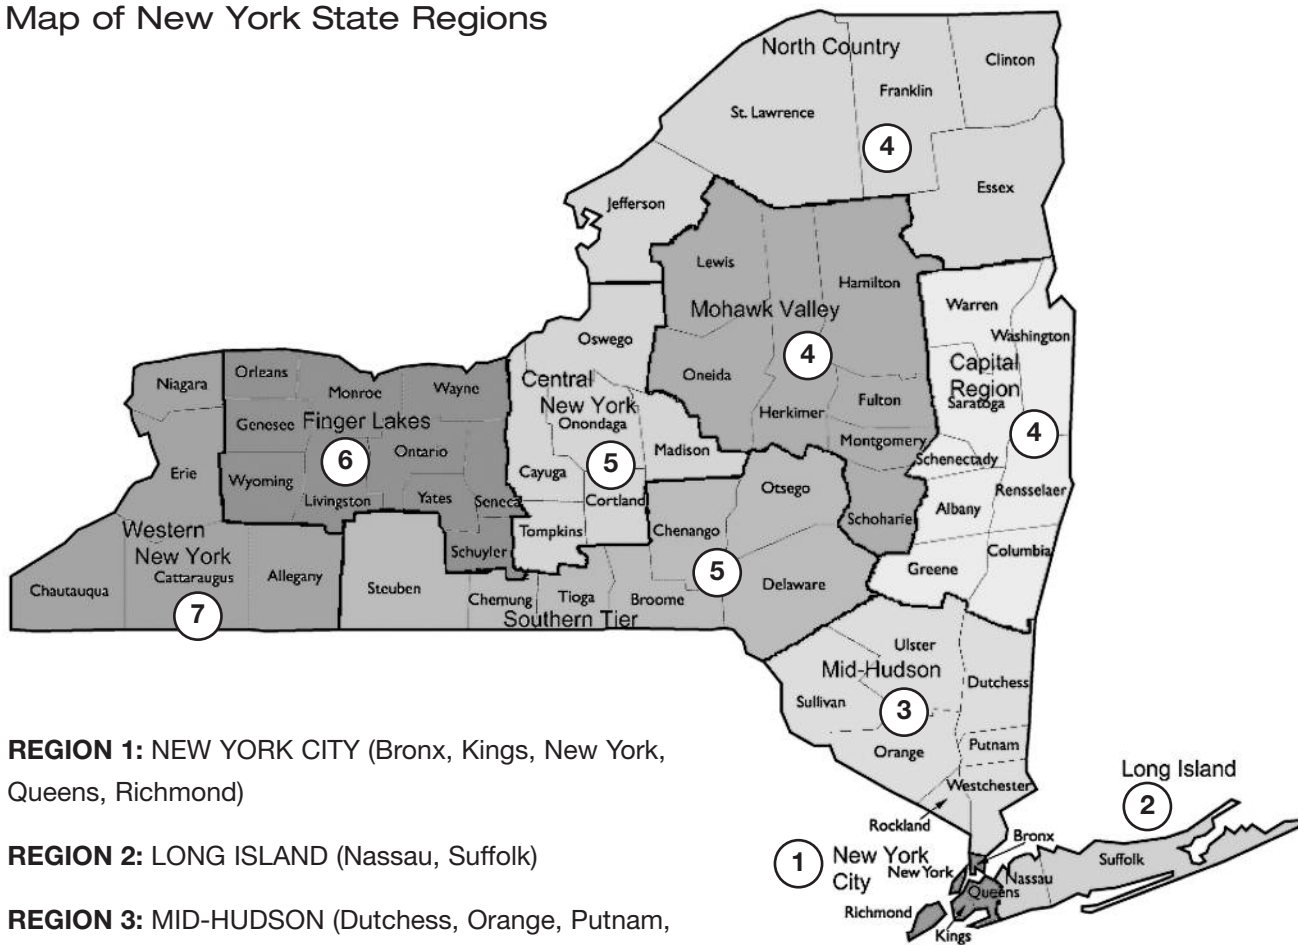 Map of New York State Regions
North Country
Clinton
Franklin
St. Lawrence
4
Essex
Jefferson
Lewis
Hamilton
Mohawk Valley
Warren
Washington
Oswego
4
Capital
Region
Saratoga
Oneida
Central
New York
Onondaga
Herkimer
Fulton
4
Niagara
Orleans
Monroe
Wayne
Genesee
Finger Lakes
6
Ontario
Montgomery
Schenectady
Madison
5
Cayuga
Erie
Wyoming
Livingston
Yates
Seneca
Cortland
Otsego
Rensselaer
Albany
Schoharie
Tompkins
Chenango
Western
New York
Schuyler
Columbia
Greene
5
Delaware
Cattaraugus
Allegany
Chautauqua
Steuben
Chemung
Tioga
Broome
Southern Tier
7
Ulster
Mid-Hudson
Dutchess
Sullivan
3
Orange
Putnam
Westchester
Rockland
Long Island
2
Bronx
1
New York
City
New York
Suffolk
Nassau
Queens
Richmond
Kings
REGION 1: NEW YORK CITY (Bronx, Kings, New York,
Queens, Richmond)
REGION 2: LONG ISLAND (Nassau, Suffolk)
REGION 3: MID-HUDSON (Dutchess, Orange, Putnam,